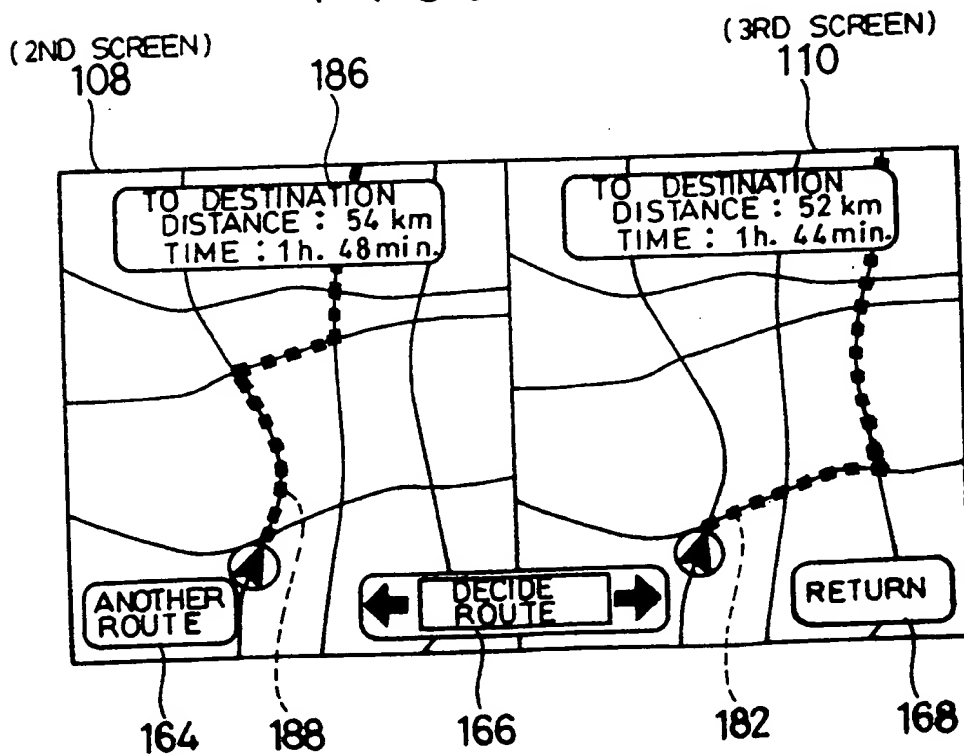 (2ND SCREEN)
108
186
(3RD SCREEN)
110
TO DESTINATION
DISTANCE : 54 km
TIME : 1h. 48min.
TO DESTINATION
DISTANCE : 52 km
TIME : 1h. 44min.
ANOTHER
ROUTE
DECIDE
ROUTE
RETURN
164
188
166
182
168